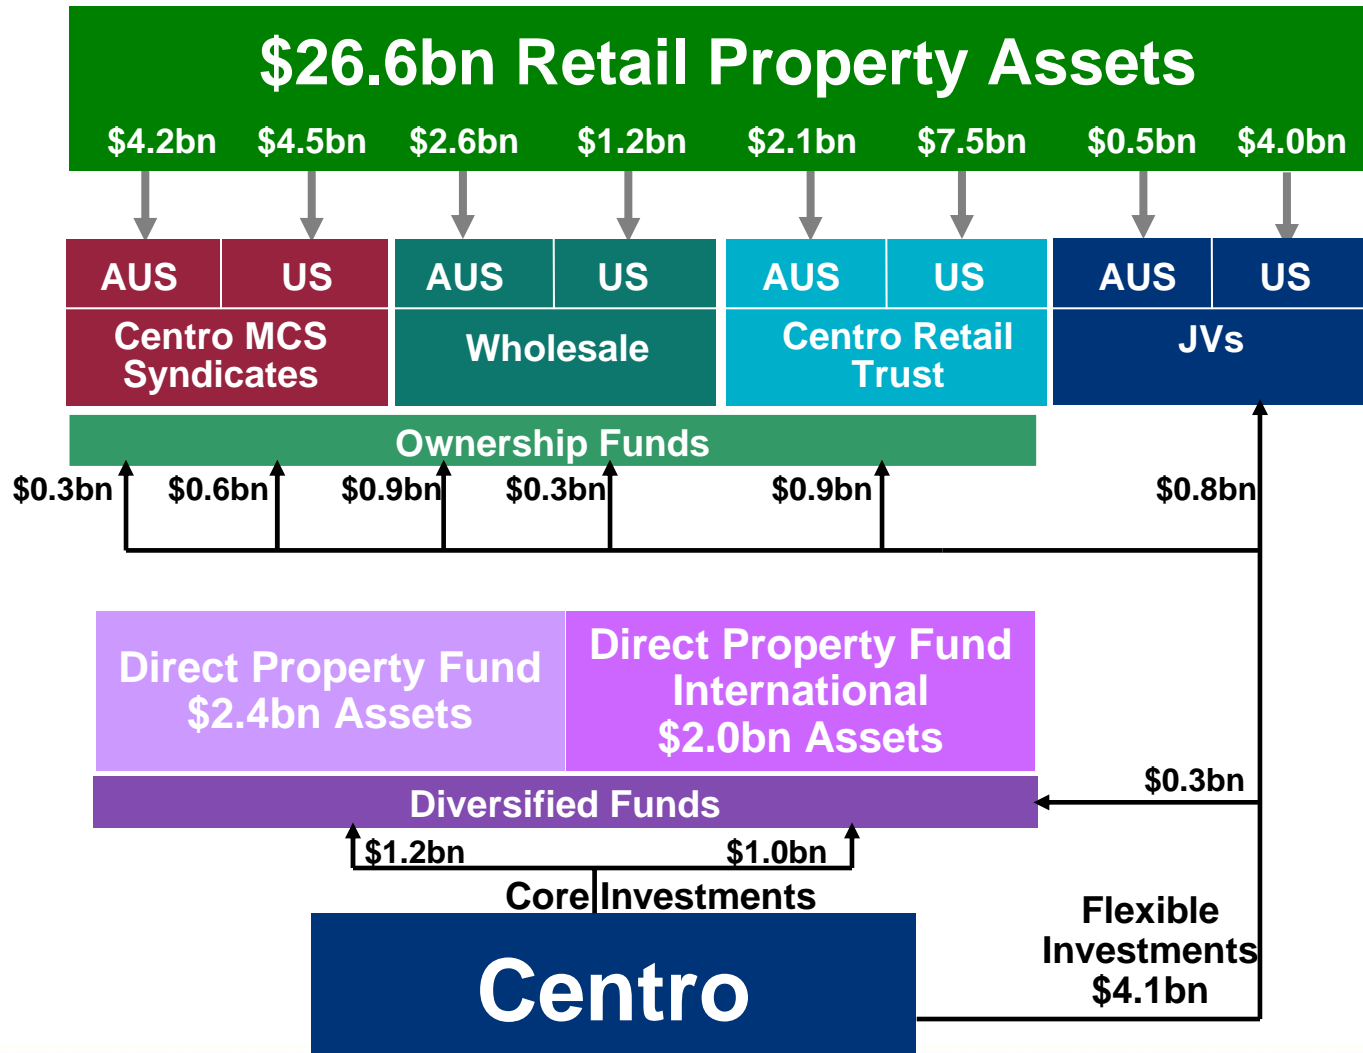 $26.6bn Retail Property Assets
$4.2bn $4.5bn $2.6bn $1.2bn $2.1bn $7.5bn $0.5bn $4.0bn
AUS US AUS US AUS US AUS US
Centro MCS
Syndicates
Wholesale
Centro Retail
Trust
JVs
Ownership Funds
$0.3bn $0.6bn $0.9bn $0.3bn $0.9bn $0.8bn
Direct Property Fund
$2.4bn Assets
Direct Property Fund
International
$2.0bn Assets
$0.3bn
Diversified Funds
$1.2bn $1.0bn
Core Investments
Flexible
Investments
$4.1bn
Centro